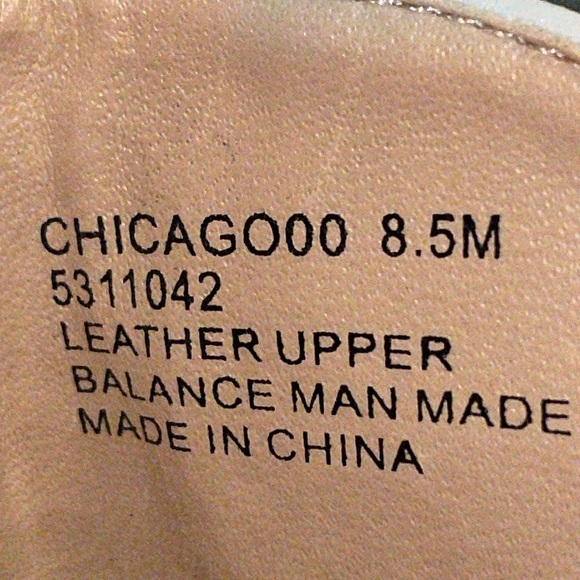 CHICAGO00 8.5M
5311042
LEATHER UPPER
BALANCE MAN MADE
MADE IN CHINA